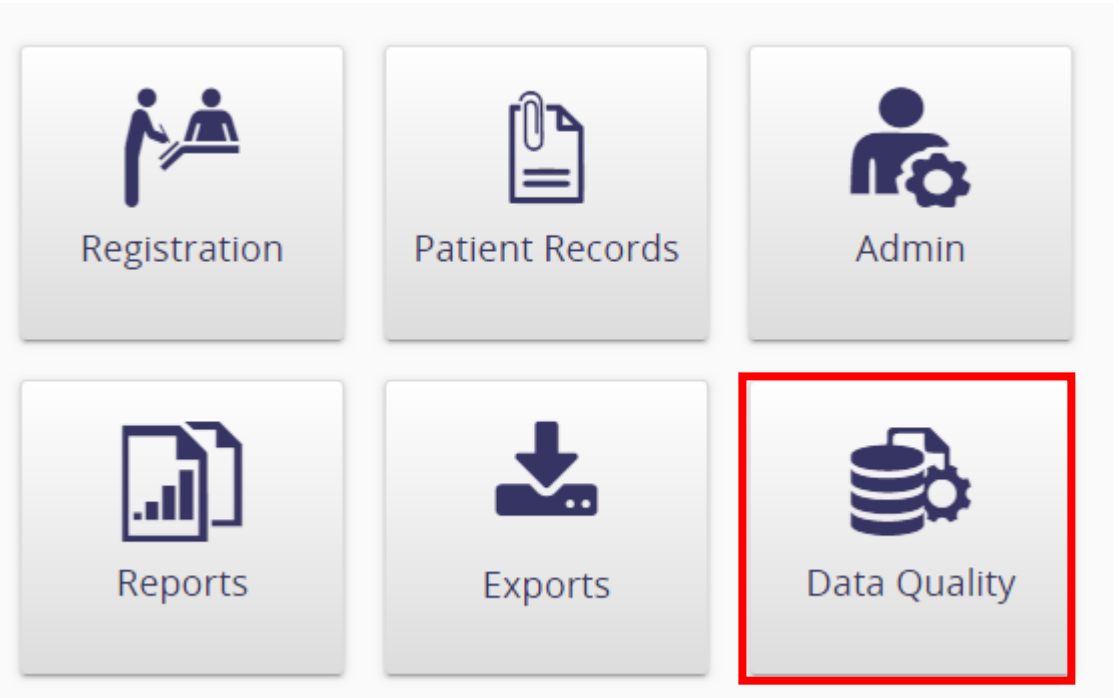 Registration
Patient Records
Admin
Reports
Exports
Data Quality